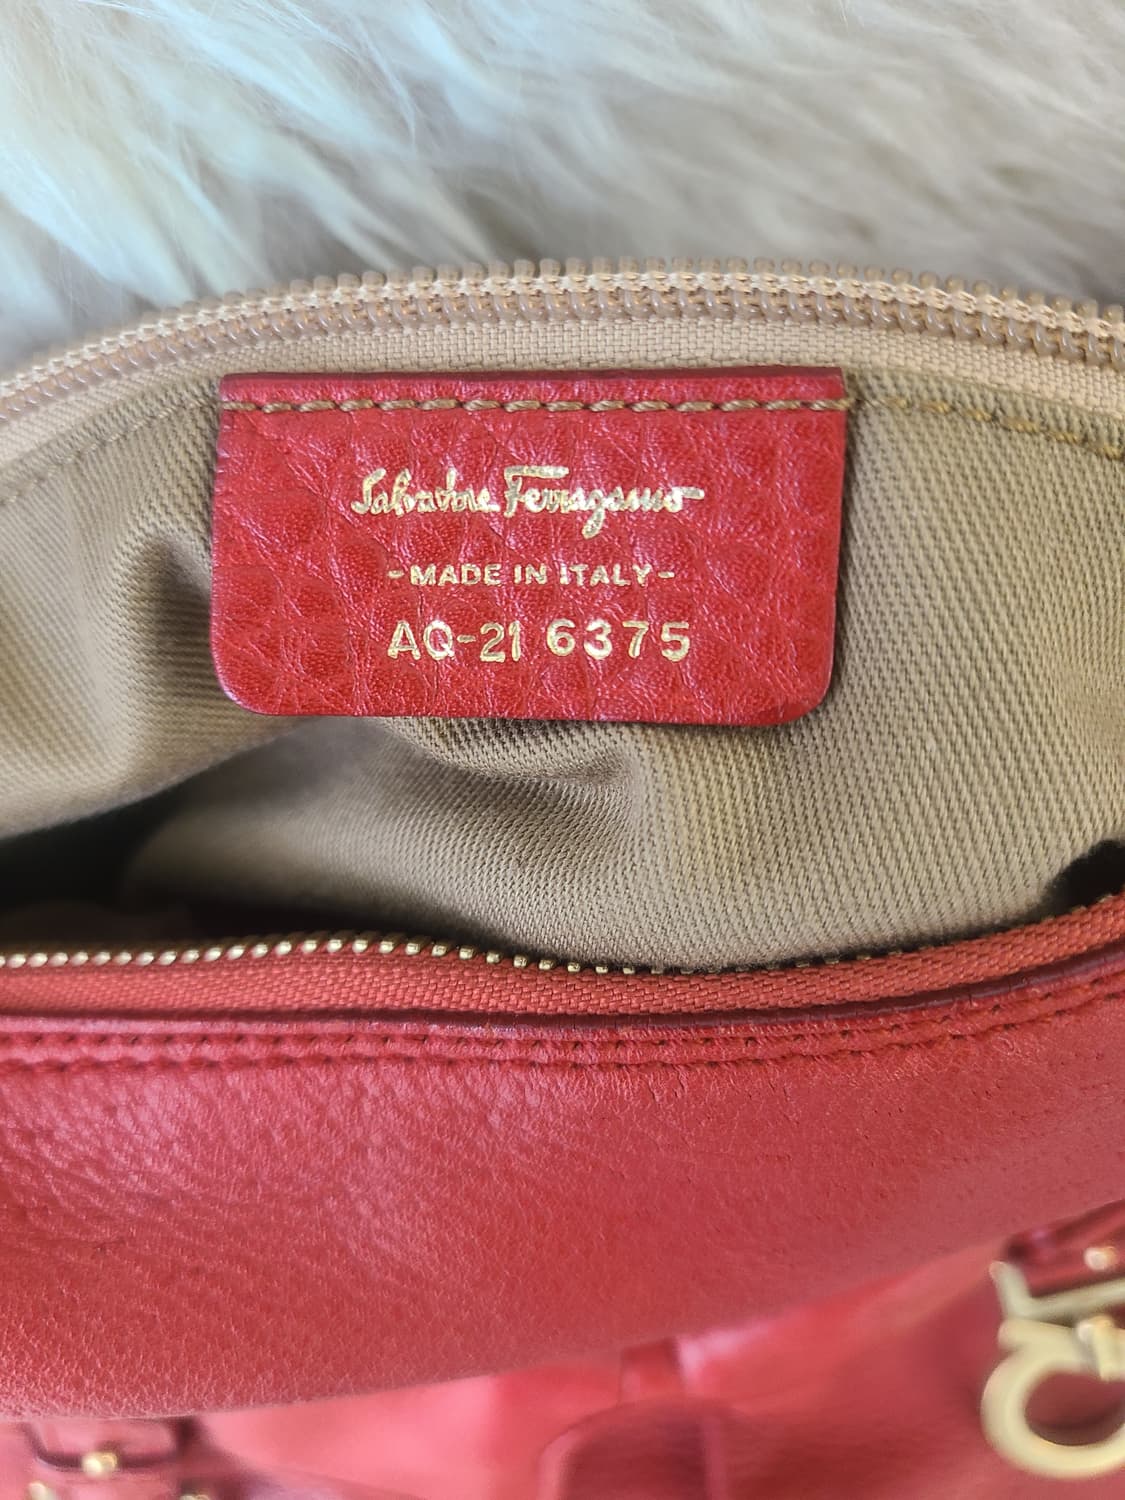 Salvatore Ferragamo
-MADE IN ITALY-
AQ-21 6375